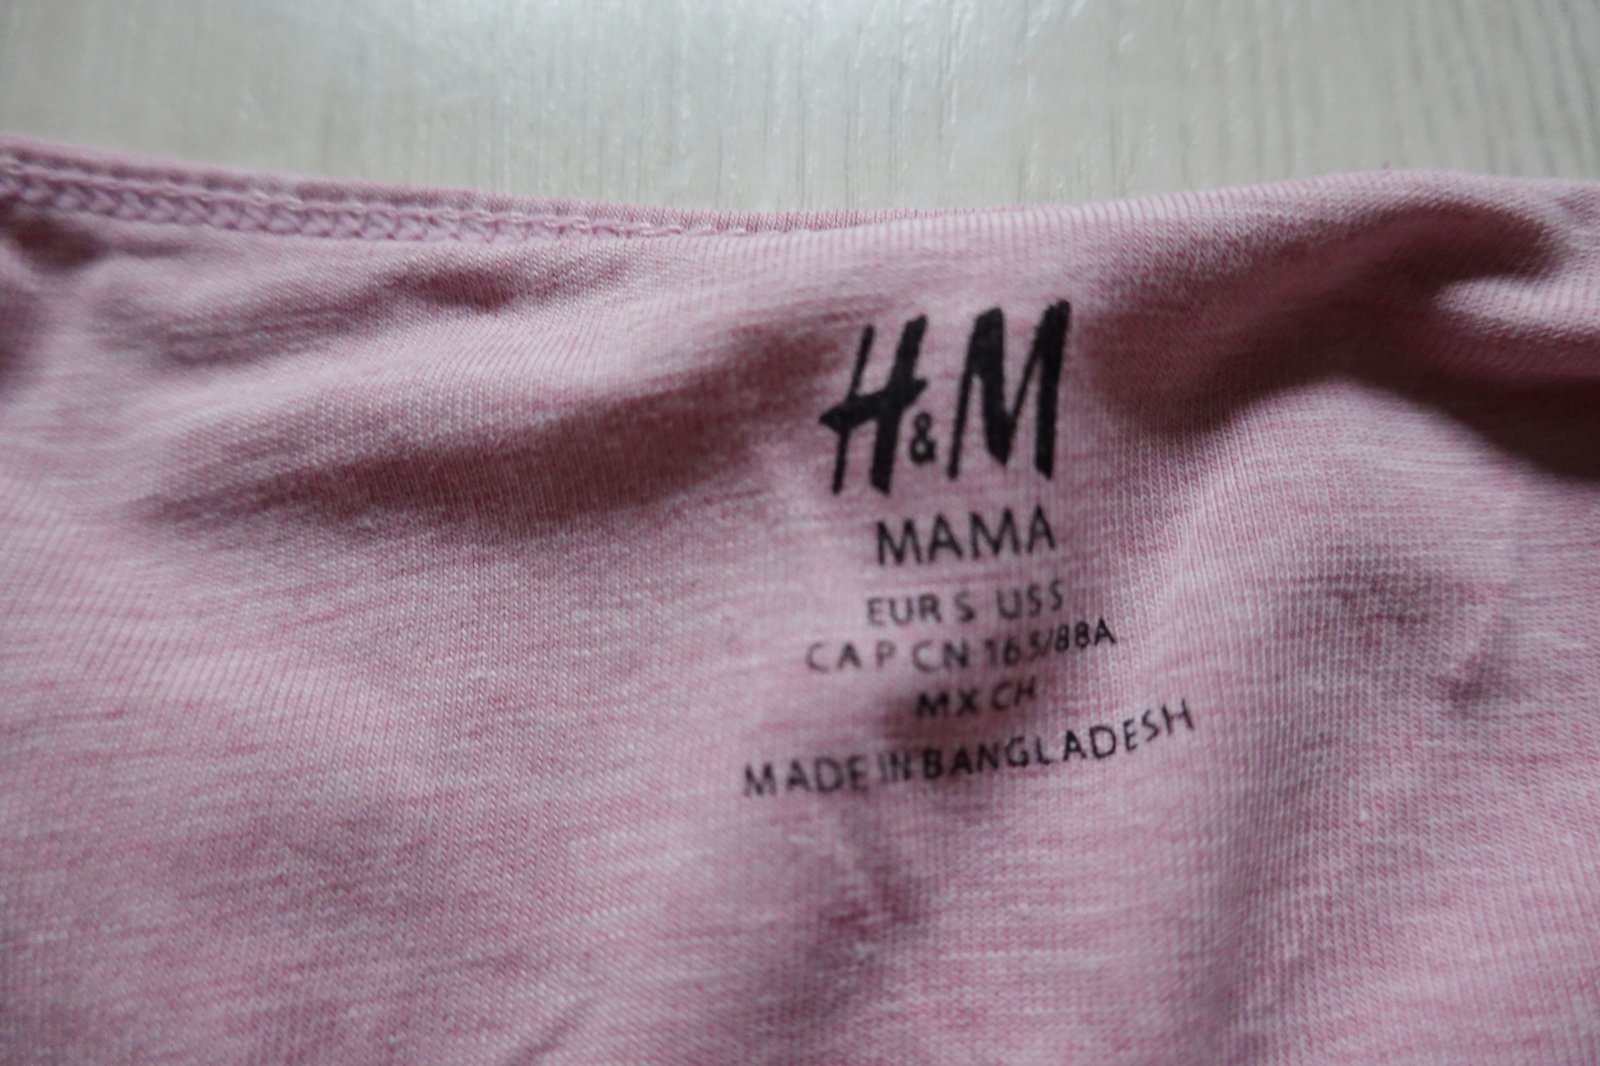 H&M
MAMA
EUR S US S
CA P CN 165/88A
MX CH
MADE IN BANGLADESH